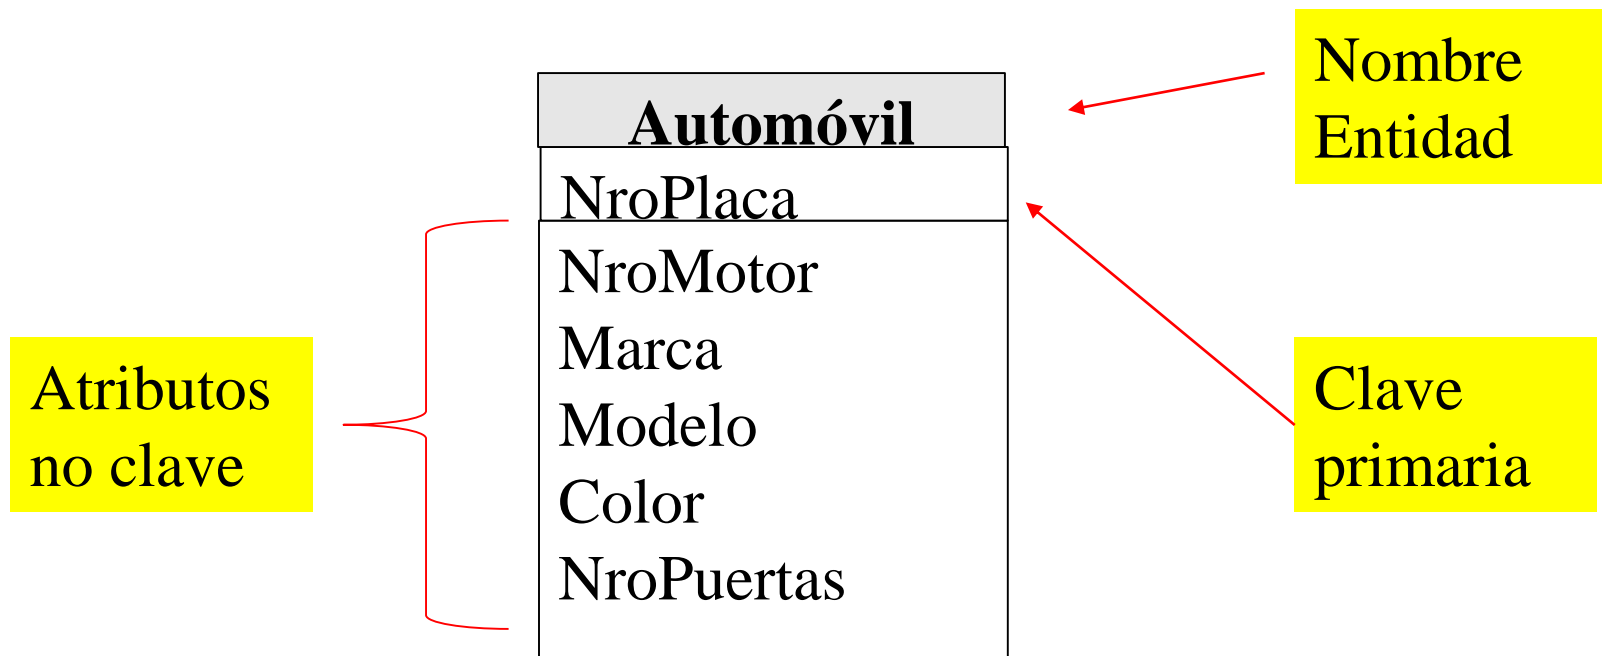 Nombre
Entidad
Automóvil
NroPlaca
NroMotor
Marca
Modelo
Color
NroPuertas
Atributos
no clave
Clave
primaria